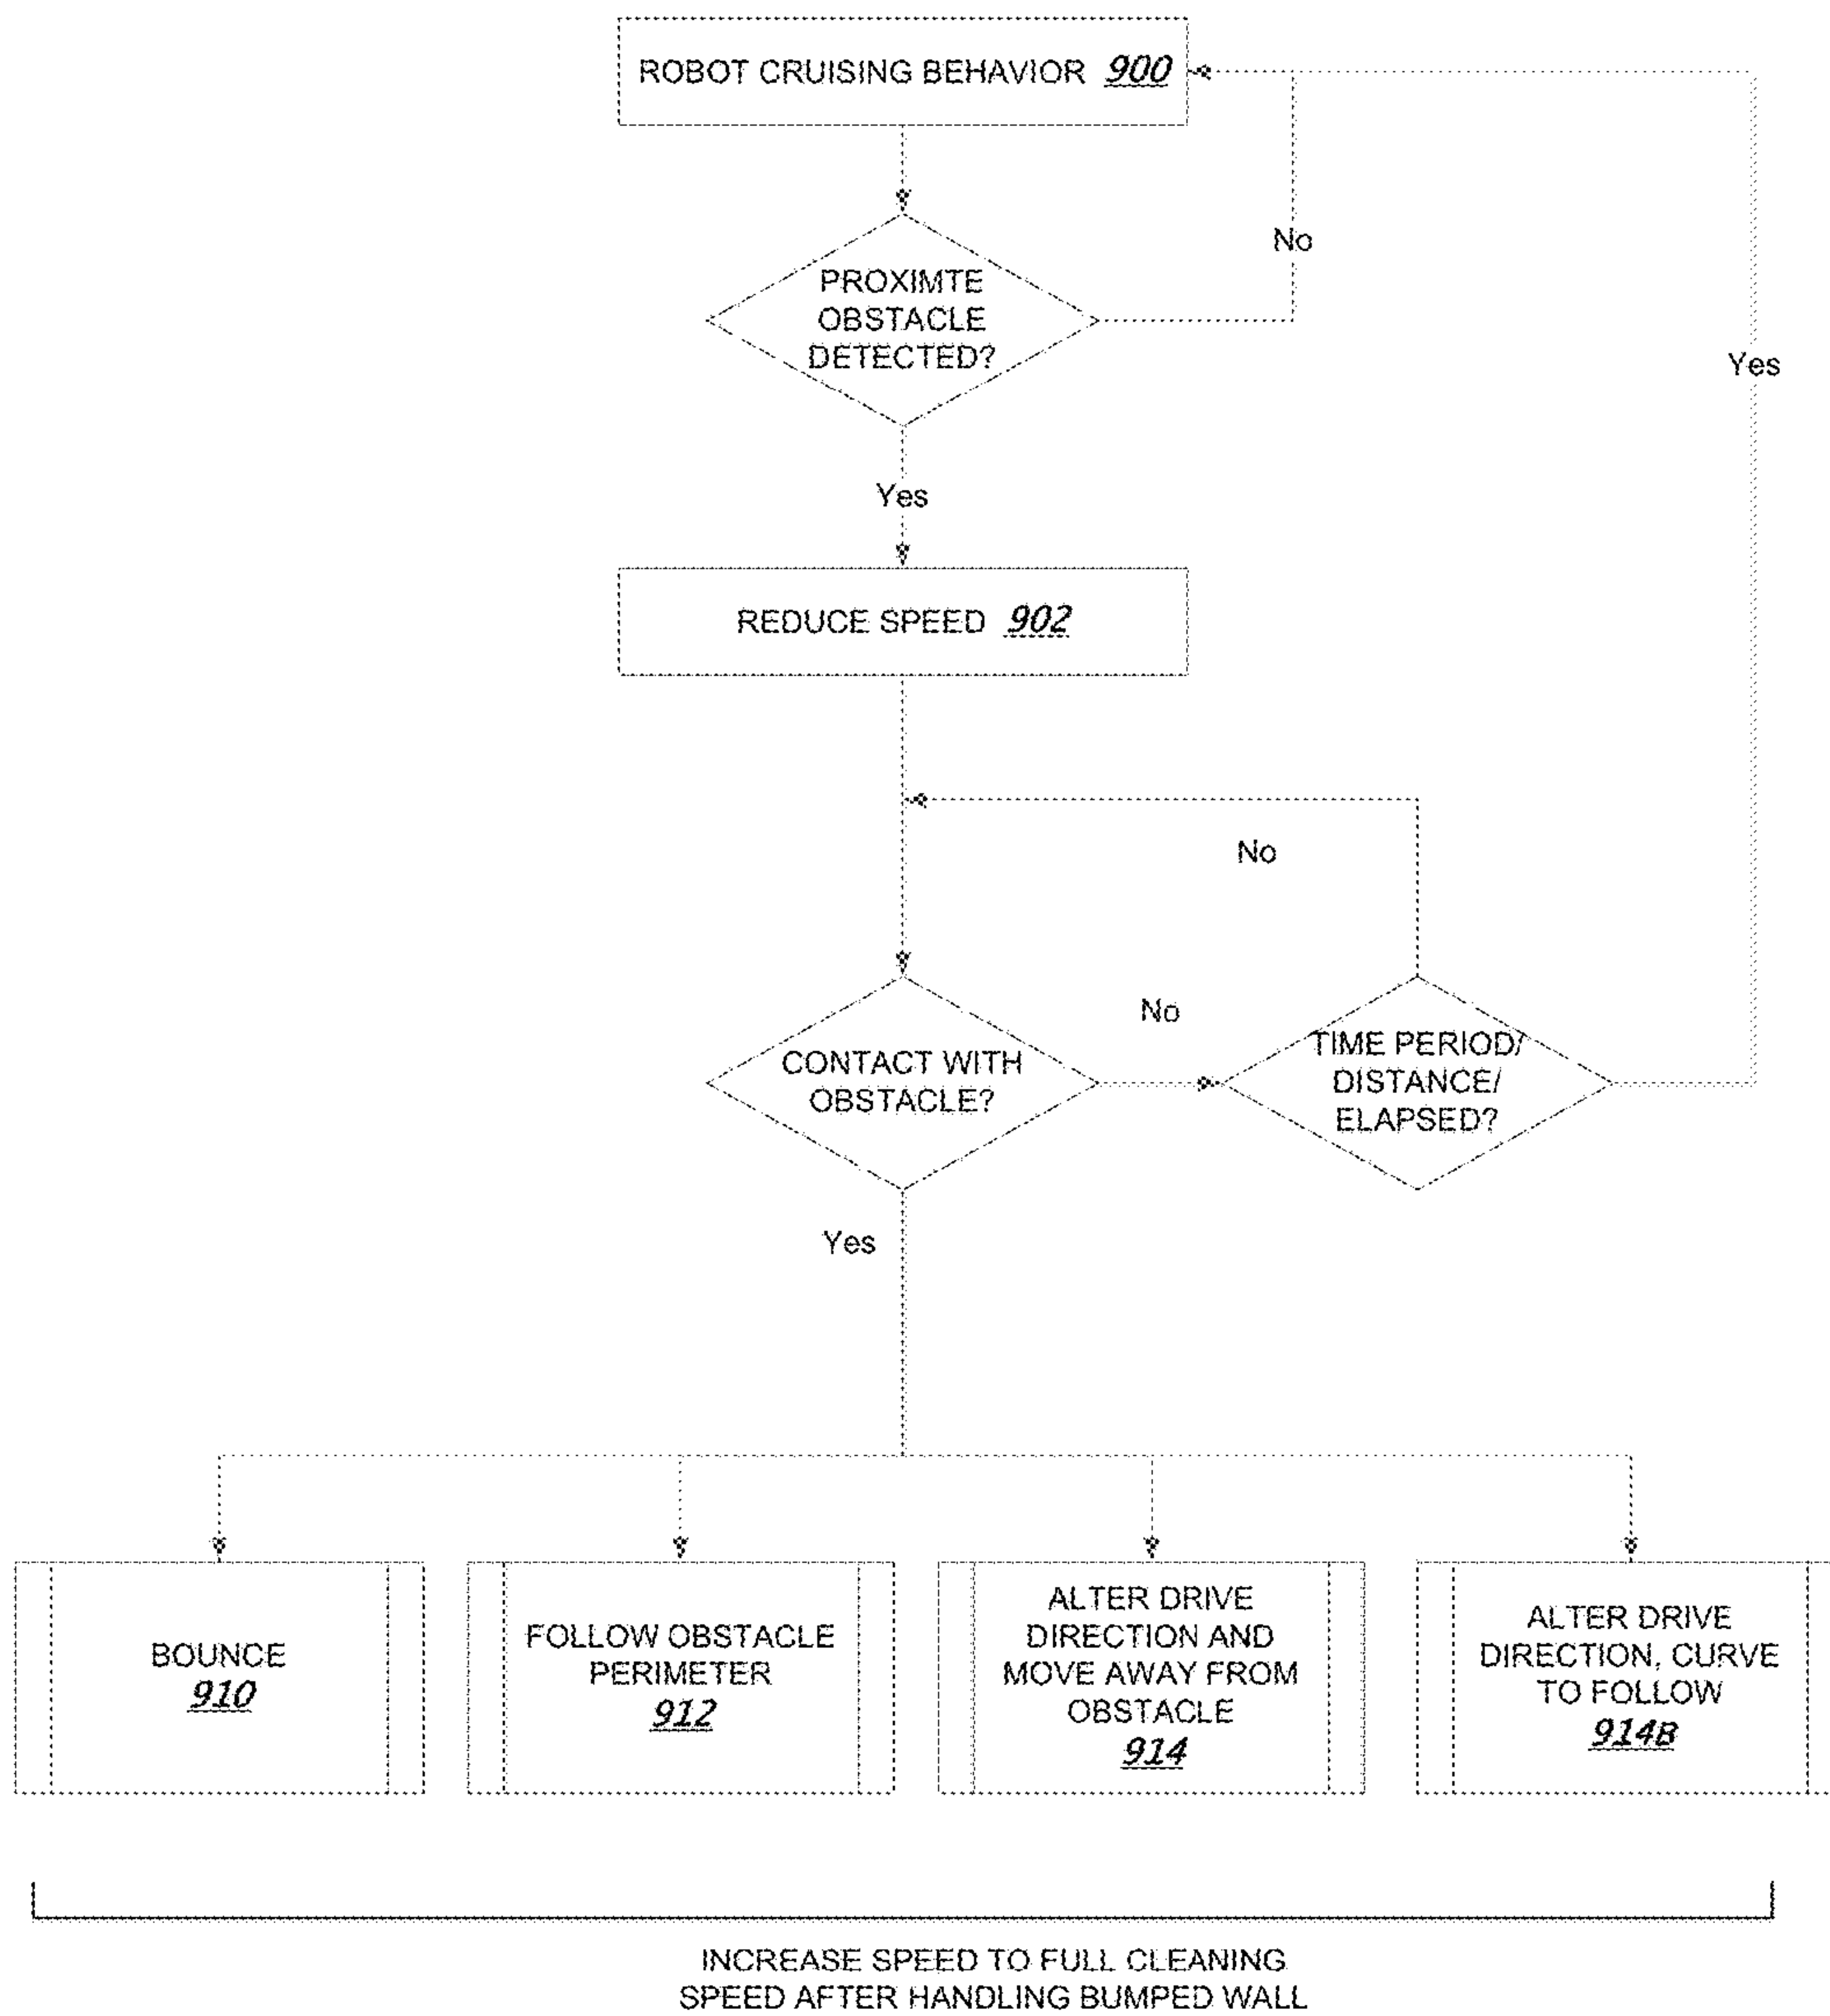 ROBOT CRUISING BEHAVIOR 900
No
PROXIMTE
OBSTACLE
DETECTED?
Yes
Yes
REDUCE SPEED 902
No
No
CONTACT WITH
OBSTACLE?
TIME PERIOD/
DISTANCE/
ELAPSED?
Yes
BOUNCE
910
FOLLOW OBSTACLE
PERIMETER
912
ALTER DRIVE
DIRECTION AND
MOVE AWAY FROM
OBSTACLE
914
ALTER DRIVE
DIRECTION, CURVE
TO FOLLOW
914B
INCREASE SPEED TO FULL CLEANING
SPEED AFTER HANDLING BUMPED WALL